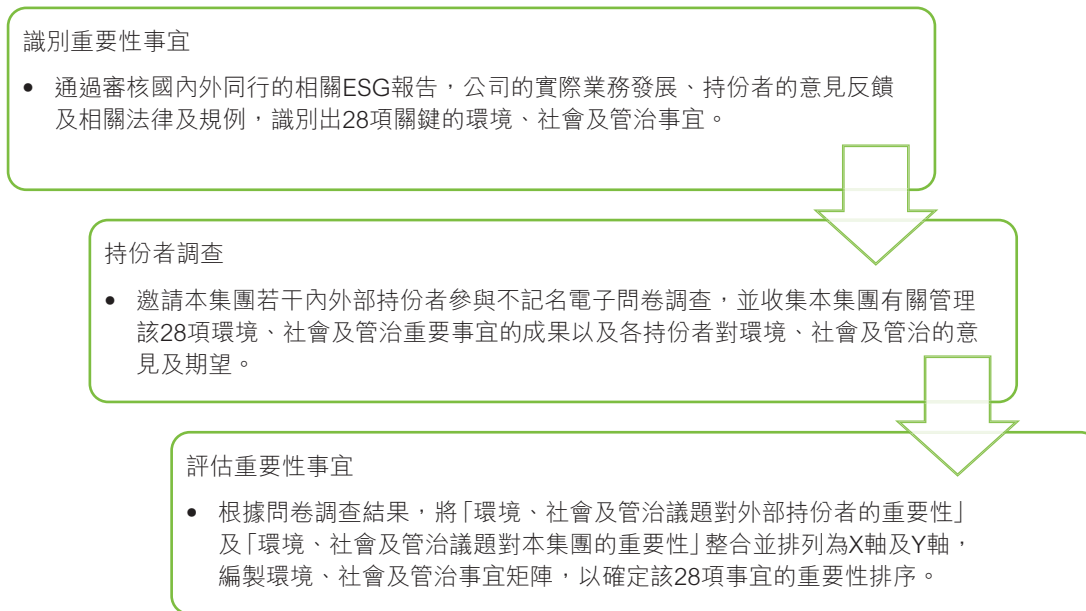 識別重要性事宜
• 通過審核國內外同行的相關ESG報告，公司的實際業務發展、持份者的意見反饋
及相關法律及規例，識別出28項關鍵的環境、社會及管治事宜。
持份者調查
• 邀請本集團若干內外部持份者參與不記名電子問卷調查，並收集本集團有關管理
該28項環境、社會及管治重要事宜的成果以及各持份者對環境、社會及管治的意
見及期望。
評估重要性事宜
• 根據問卷調查結果，將「環境、社會及管治議題對外部持份者的重要性」
及「環境、社會及管治議題對本集團的重要性」整合並排列為X軸及Y軸，
編製環境、社會及管治事宜矩陣，以確定該28項事宜的重要性排序。